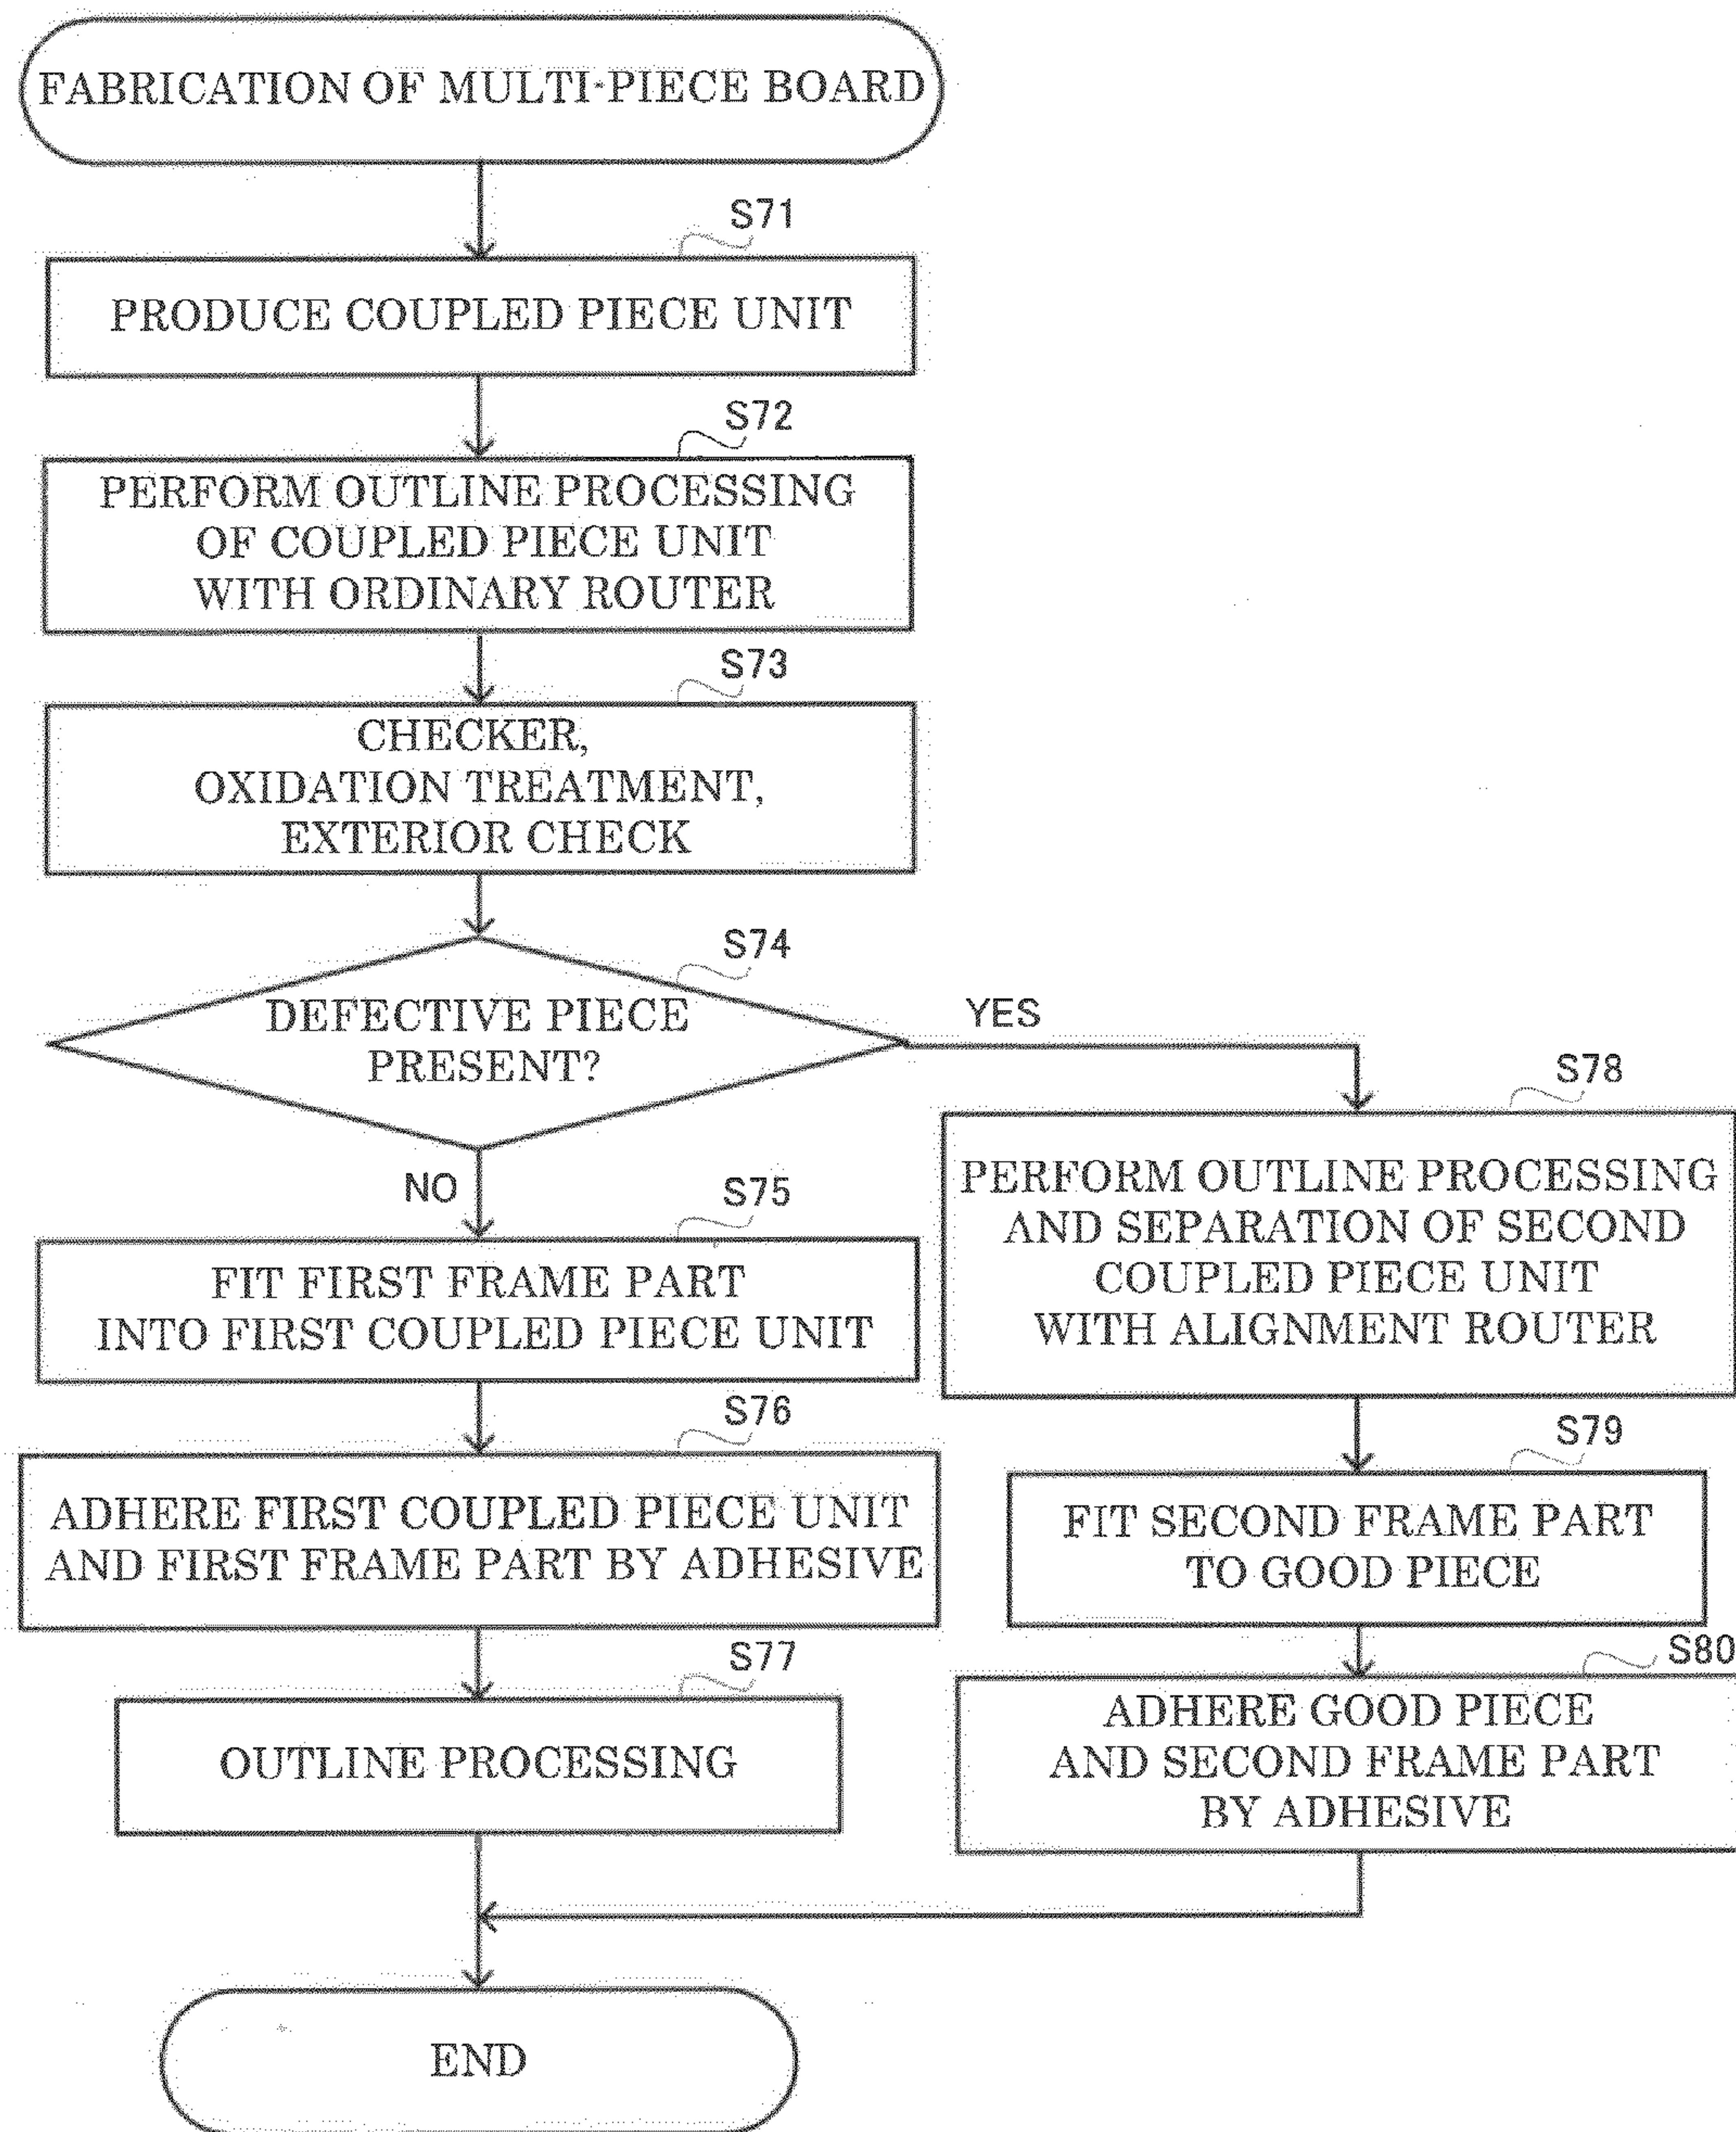 FABRICATION OF MULTI-PIECE BOARD
S71
PRODUCE COUPLED PIECE UNIT
S72
PERFORM OUTLINE PROCESSING
OF COUPLED PIECE UNIT
WITH ORDINARY ROUTER
S73
CHECKER,
OXIDATION TREATMENT,
EXTERIOR CHECK
S74
DEFECTIVE PIECE
PRESENT?
YES
NO
S75
FIT FIRST FRAME PART
INTO FIRST COUPLED PIECE UNIT
S76
ADHERE FIRST COUPLED PIECE UNIT
AND FIRST FRAME PART BY ADHESIVE
S77
OUTLINE PROCESSING
S78
PERFORM OUTLINE PROCESSING
AND SEPARATION OF SECOND
COUPLED PIECE UNIT
WITH ALIGNMENT ROUTER
S79
FIT SECOND FRAME PART
TO GOOD PIECE
S80
ADHERE GOOD PIECE
AND SECOND FRAME PART
BY ADHESIVE
END